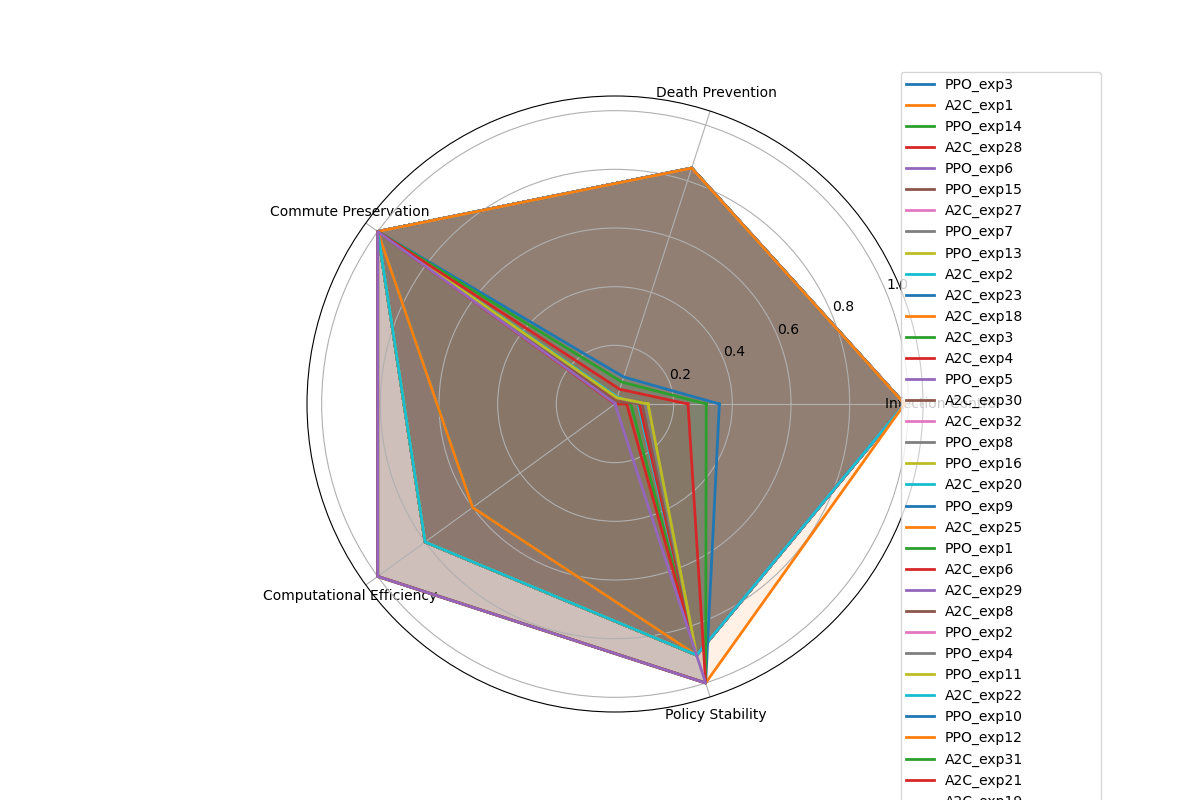 Death Prevention
Commute Preservation
1.0
0.8
0.6
0.4
0.2
Infection Control
Computational Efficiency
Policy Stability
PPO_exp3
A2C_exp1
PPO_exp14
A2C_exp28
PPO_exp6
PPO_exp15
A2C_exp27
PPO_exp7
PPO_exp13
A2C_exp2
A2C_exp23
A2C_exp18
A2C_exp3
A2C_exp4
PPO_exp5
A2C_exp30
A2C_exp32
PPO_exp8
PPO_exp16
A2C_exp20
PPO_exp9
A2C_exp25
PPO_exp1
A2C_exp6
A2C_exp29
A2C_exp8
PPO_exp2
PPO_exp4
PPO_exp11
A2C_exp22
PPO_exp10
PPO_exp12
A2C_exp31
A2C_exp21